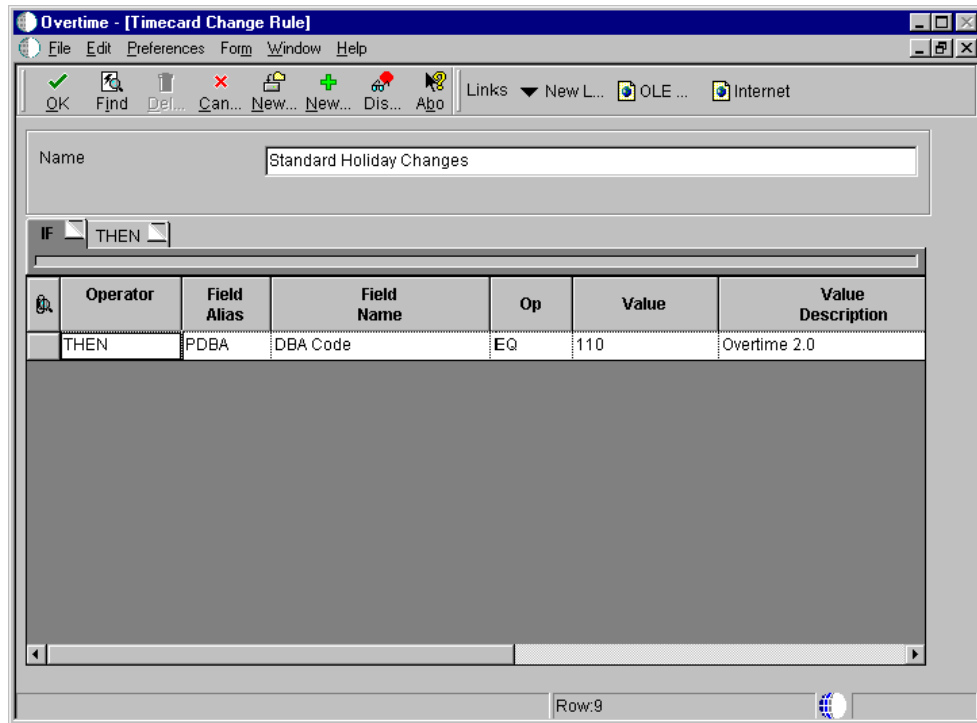 Overtime - [Timecard Change Rule]
File Edit Preferences Form Window Help
OK Find Del... Can... New... New... Dis... Abo Links New L... OLE ... Internet
Name Standard Holiday Changes
IF THEN
Operator Field Alias Field Name Op Value Value Description
THEN PDBA DBA Code EQ 110 Overtime 2.0
Row:9